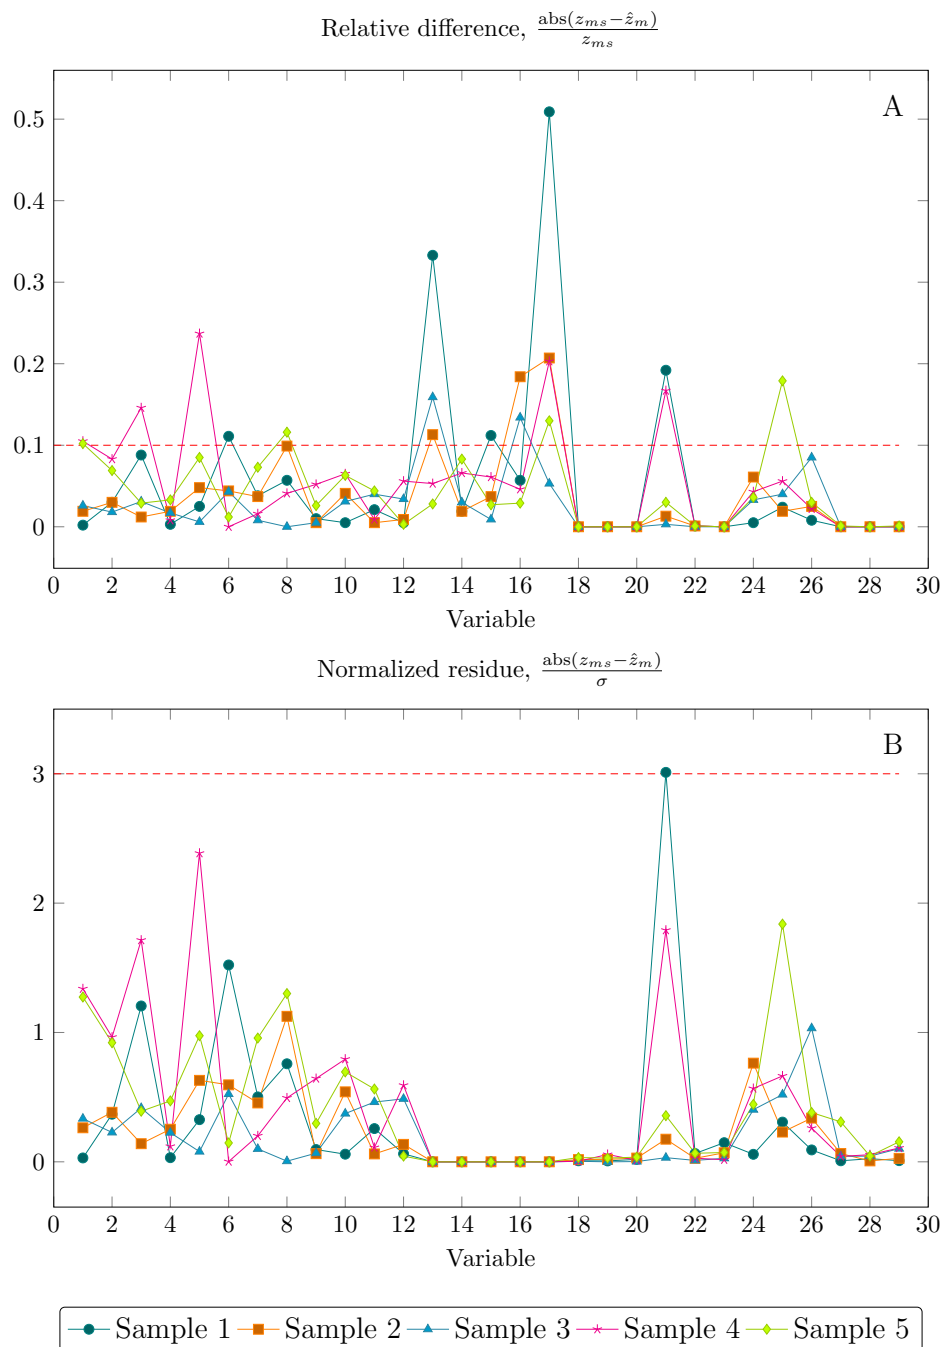 Relative difference, abs(z_ms−ẑ_m)/z_ms
A
0.5
0.4
0.3
0.2
0.1
0
0 2 4 6 8 10 12 14 16 18 20 22 24 26 28 30
Variable
Normalized residue, abs(z_ms−ẑ_m)/σ
B
3
2
1
0
0 2 4 6 8 10 12 14 16 18 20 22 24 26 28 30
Variable
Sample 1 Sample 2 Sample 3 Sample 4 Sample 5